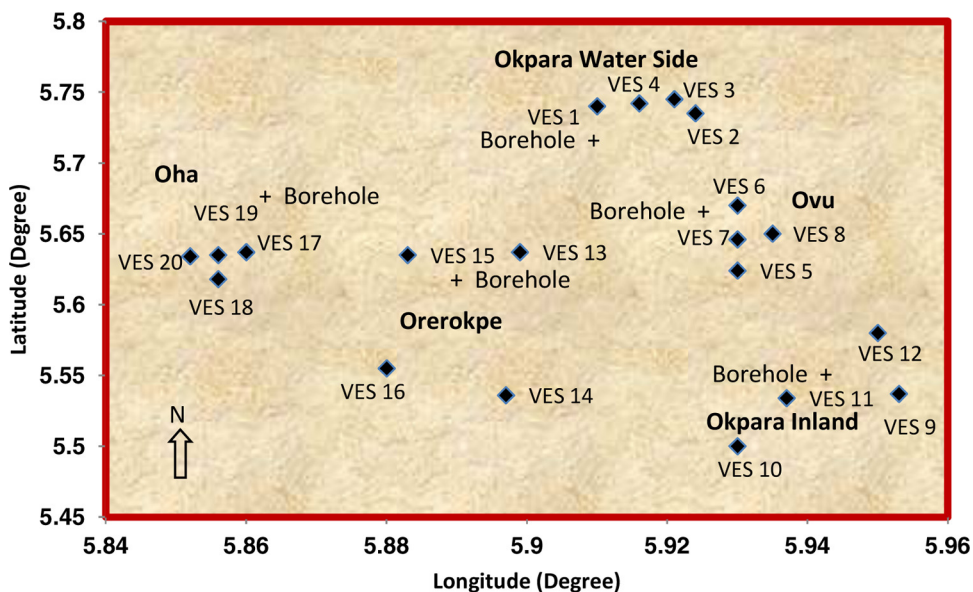 5.8
Okpara Water Side
VES 4
VES 3
5.75
VES 1
VES 2
Borehole +
5.7
Oha
VES 6
+ Borehole
Ovu
VES 19
Borehole +
VES 17
VES 7
VES 8
5.65
VES 20
VES 15
VES 13
VES 5
+ Borehole
VES 18
5.6
Orerokpe
VES 12
5.55
Borehole +
VES 16
VES 14
VES 11
N
Okpara Inland
VES 9
5.5
VES 10
5.45
5.84
5.86
5.88
5.9
5.92
5.94
5.96
Latitude (Degree)
Longitude (Degree)